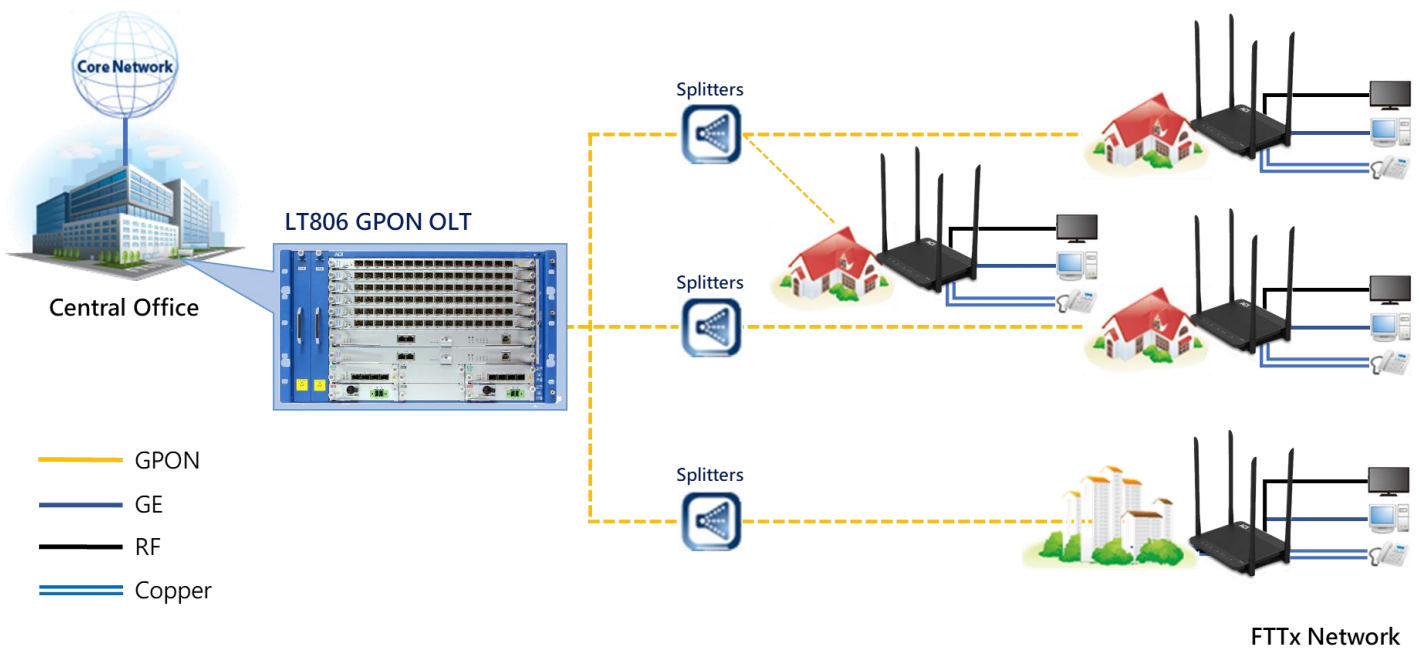 Core Network
Central Office
LT806 GPON OLT
Splitters
Splitters
Splitters
GPON
GE
RF
Copper
FTTx Network